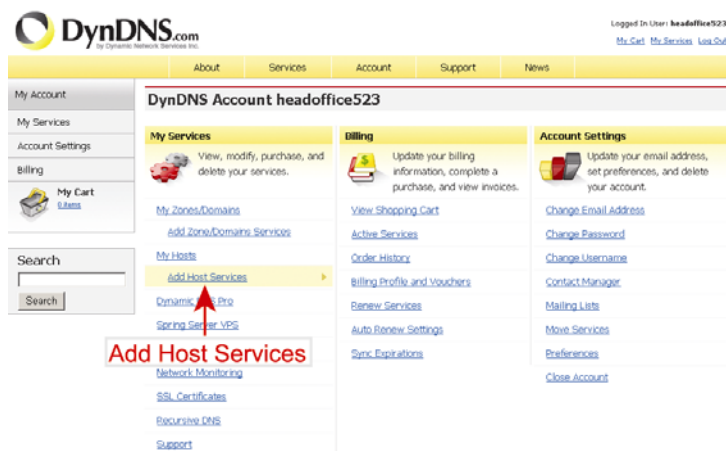 DynDNS.com
by Dynamic Network Services Inc.
Logged In User: headoffice523
My Cart My Services Log Out
About Services Account Support News
My Account
My Services
Account Settings
Billing
My Cart
0 items
Search
Search
DynDNS Account headoffice523
My Services
View, modify, purchase, and
delete your services.
My Zones/Domains
Add Zone/Domains Services
My Hosts
Add Host Services
Dynamic
Pro
Spring Server VPS
Add Host Services
Network Monitoring
SSL Certificates
Recursive DNS
Support
Billing
Update your billing
information, complete a
purchase, and view invoices.
View Shopping Cart
Active Services
Order History
Billing Profile and Vouchers
Renew Services
Auto Renew Settings
Sync Expirations
Account Settings
Update your email address,
set preferences, and delete
your account.
Change Email Address
Change Password
Change Username
Contact Manager
Mailing Lists
Move Services
Preferences
Close Account